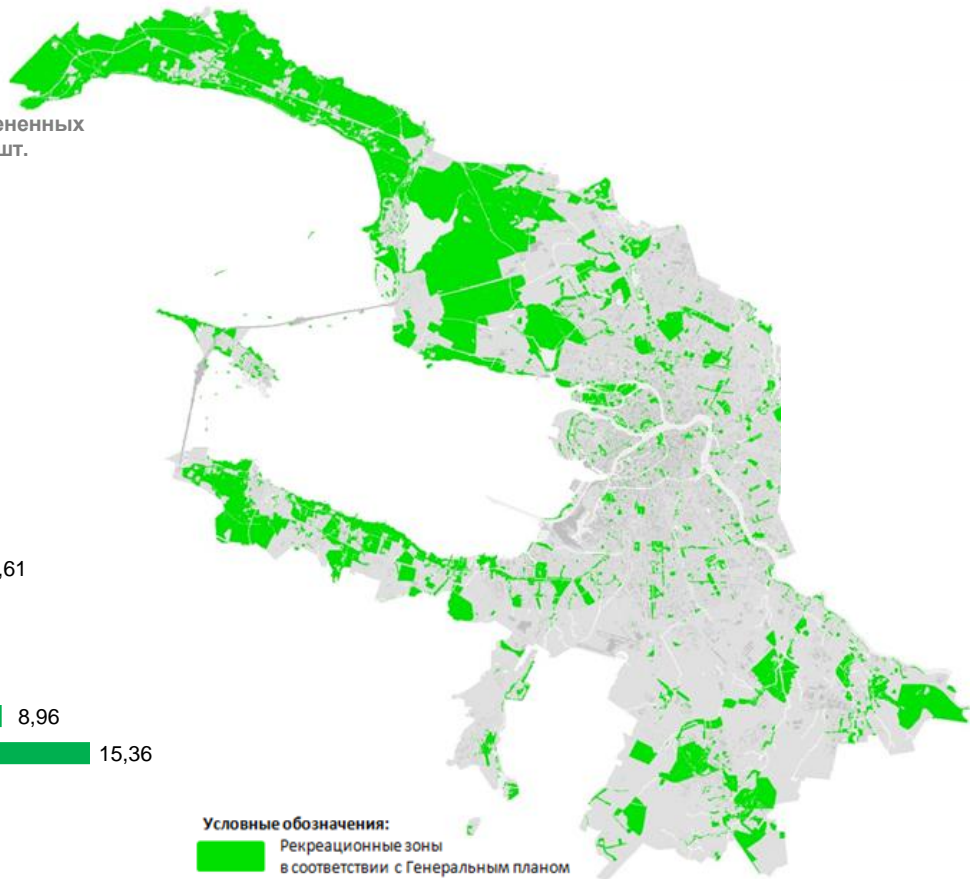 ененных
шт.
,61
8,96
15,36
Условные обозначения:
Рекреационные зоны
в соответствии с Генеральным планом